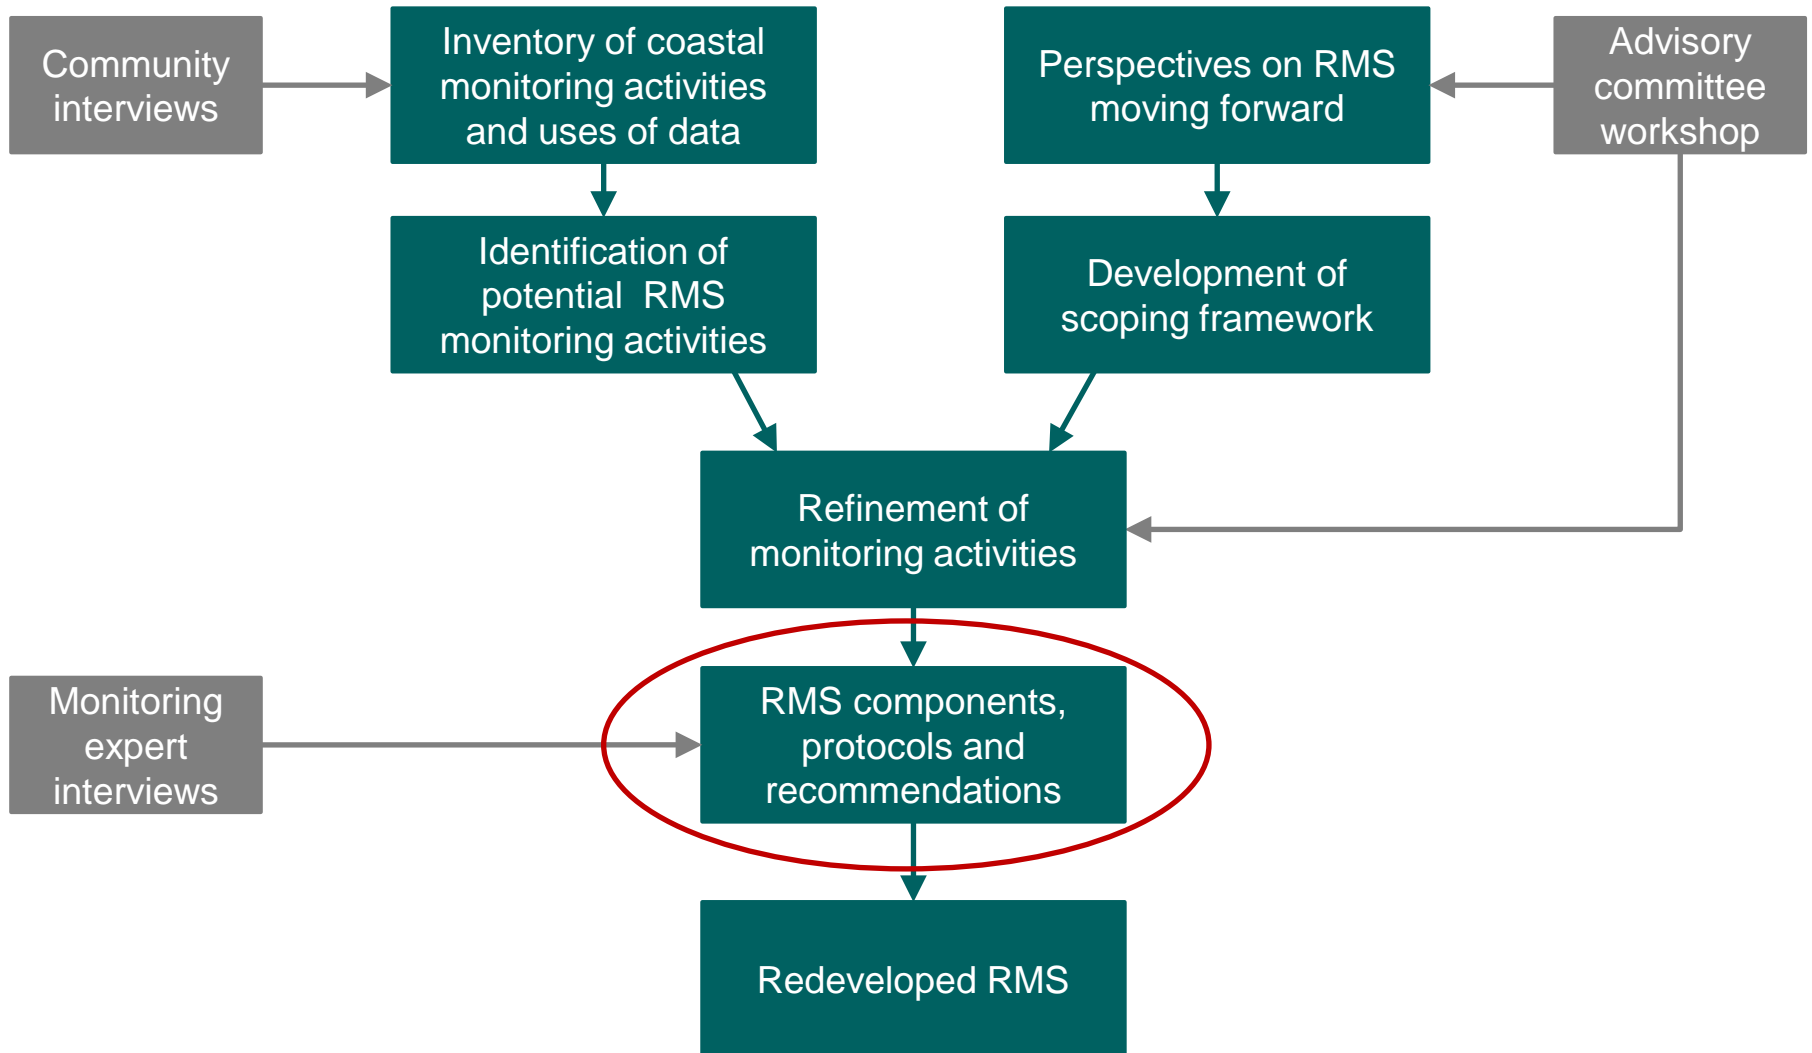 Community
interviews
Inventory of coastal
monitoring activities
and uses of data
Perspectives on RMS
moving forward
Advisory
committee
workshop
Identification of
potential  RMS
monitoring activities
Development of
scoping framework
Refinement of
monitoring activities
Monitoring
expert
interviews
RMS components,
protocols and
recommendations
Redeveloped RMS